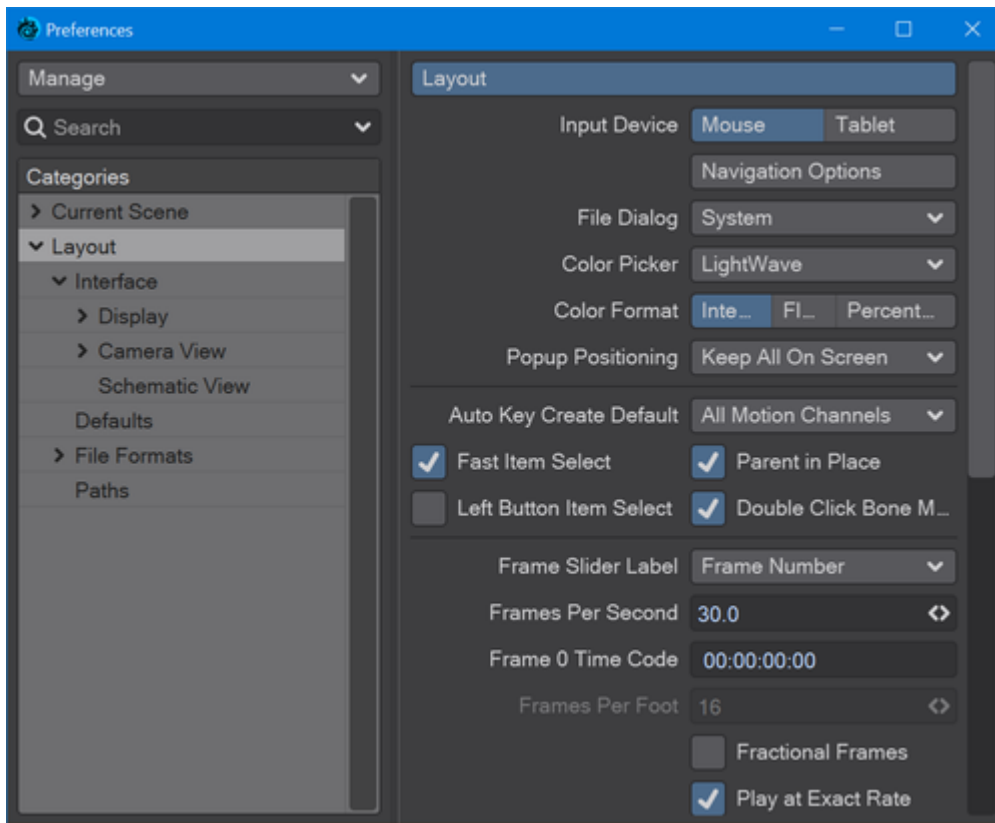 Preferences
Manage
Search
Categories
Current Scene
Layout
Interface
Display
Camera View
Schematic View
Defaults
File Formats
Paths
Layout
Input Device Mouse Tablet
Navigation Options
File Dialog System
Color Picker LightWave
Color Format Inte... Fl... Percent...
Popup Positioning Keep All On Screen
Auto Key Create Default All Motion Channels
Fast Item Select Parent in Place
Left Button Item Select Double Click Bone M...
Frame Slider Label Frame Number
Frames Per Second 30.0
Frame 0 Time Code 00:00:00:00
Frames Per Foot 16
Fractional Frames
Play at Exact Rate